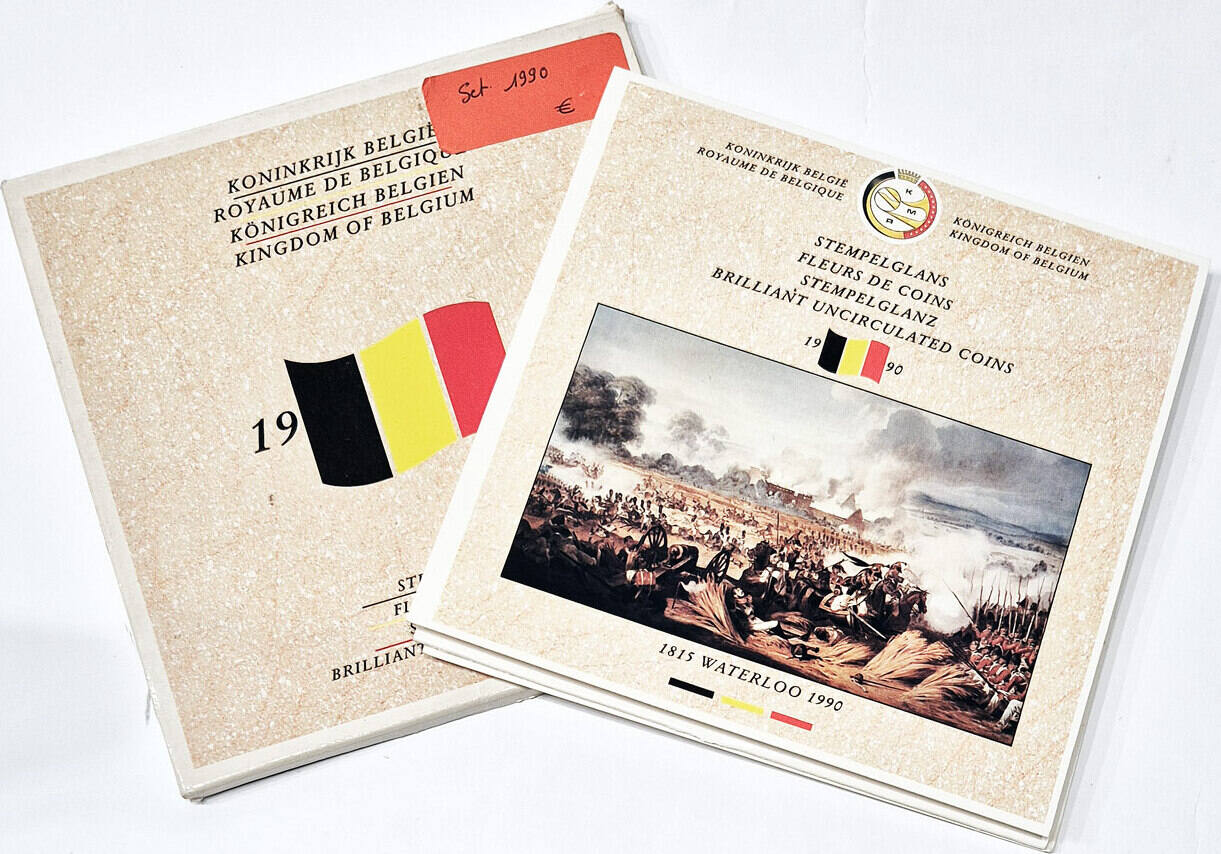 Set 1990
€
KONINKRIJK BELGIË
ROYAUME DE BELGIQUE
KÖNIGREICH BELGIEN
KINGDOM OF BELGIUM
19
BRILLIANT
KONINKRIJK BELGIË
ROYAUME DE BELGIQUE
K
M
A
KÖNIGREICH BELGIEN
KINGDOM OF BELGIUM
STEMPELGLANS
FLEURS DE COINS
STEMPELGLANZ
BRILLIANT UNCIRCULATED COINS
19 90
1815 WATERLOO 1990